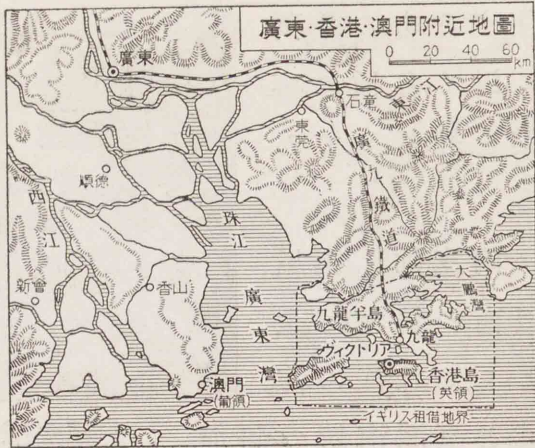 廣東・香港・澳門附近地圖
0 20 40 60
km
廣東
石竜
東江
東莞
廣九鐵道
順德
西江
珠江
新會
香山
廣東灣
大鵬灣
九龍半島
九龍
ヴィクトリア
香港島
(英領)
澳門
(葡領)
イギリス租借地界